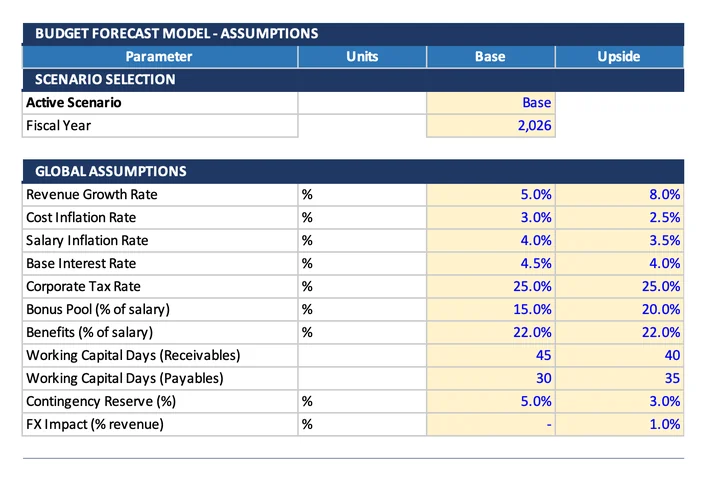 BUDGET FORECAST MODEL - ASSUMPTIONS
Parameter Units Base Upside
SCENARIO SELECTION
Active Scenario Base
Fiscal Year 2,026
GLOBAL ASSUMPTIONS
Revenue Growth Rate % 5.0% 8.0%
Cost Inflation Rate % 3.0% 2.5%
Salary Inflation Rate % 4.0% 3.5%
Base Interest Rate % 4.5% 4.0%
Corporate Tax Rate % 25.0% 25.0%
Bonus Pool (% of salary) % 15.0% 20.0%
Benefits (% of salary) % 22.0% 22.0%
Working Capital Days (Receivables) 45 40
Working Capital Days (Payables) 30 35
Contingency Reserve (%) % 5.0% 3.0%
FX Impact (% revenue) % - 1.0%